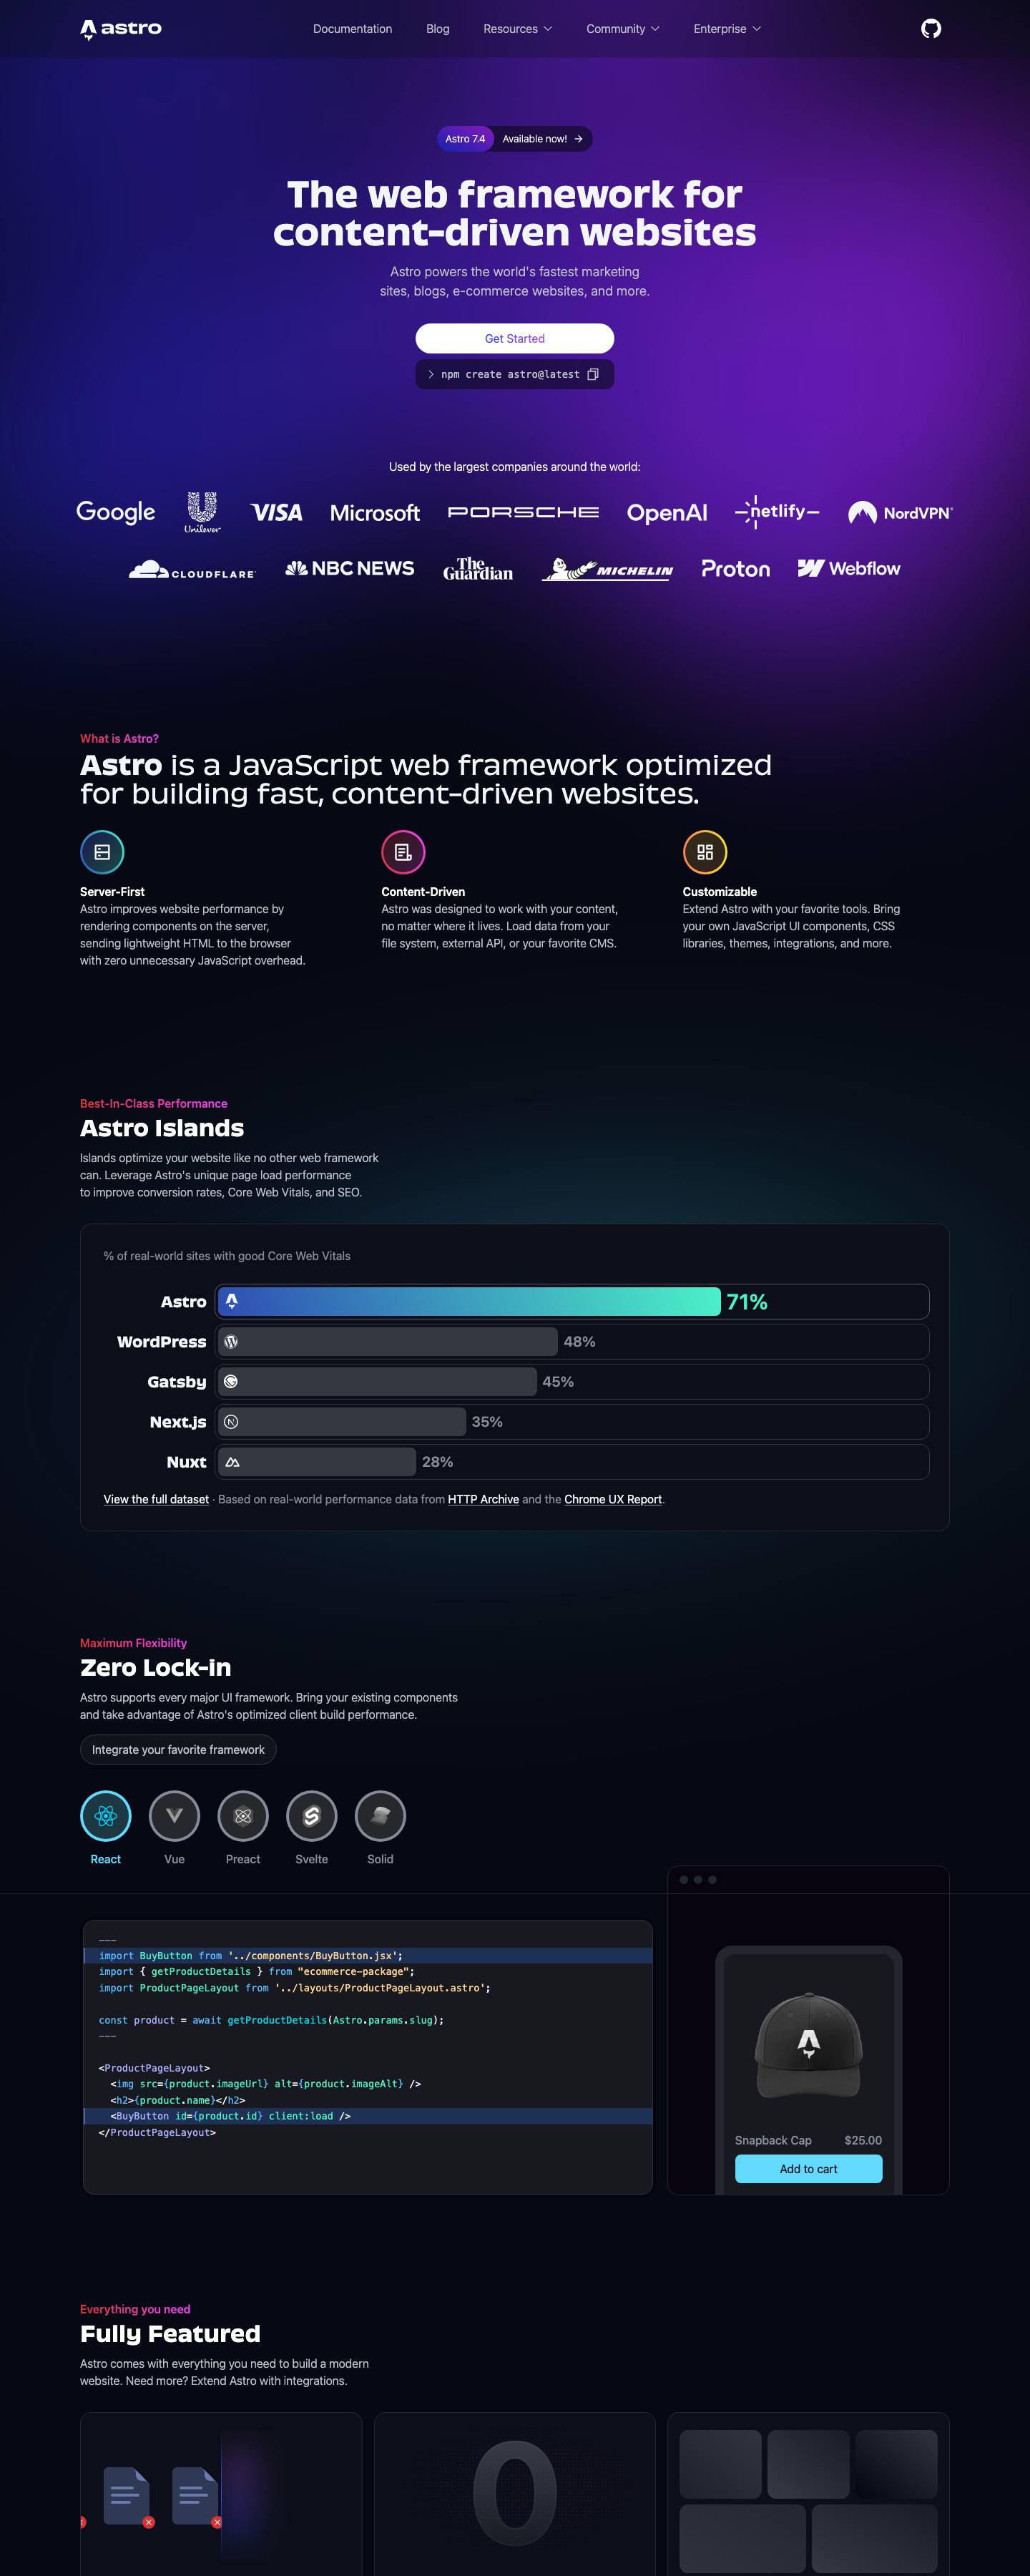 astro
Documentation
Blog
Resources
Community
Enterprise
Astro 7.4
Available now! →
The web framework for
content-driven websites
Astro powers the world's fastest marketing
sites, blogs, e-commerce websites, and more.
Get Started
> npm create astro@latest
Used by the largest companies around the world:
Google
Unilever
VISA
Microsoft
PORSCHE
OpenAI
netlify
NordVPN
CLOUDFLARE
NBC NEWS
The
Guardian
MICHELIN
Proton
Webflow
What is Astro?
Astro is a JavaScript web framework optimized
for building fast, content-driven websites.
Server-First
Astro improves website performance by
rendering components on the server,
sending lightweight HTML to the browser
with zero unnecessary JavaScript overhead.
Content-Driven
Astro was designed to work with your content,
no matter where it lives. Load data from your
file system, external API, or your favorite CMS.
Customizable
Extend Astro with your favorite tools. Bring
your own JavaScript UI components, CSS
libraries, themes, integrations, and more.
Best-In-Class Performance
Astro Islands
Islands optimize your website like no other web framework
can. Leverage Astro's unique page load performance
to improve conversion rates, Core Web Vitals, and SEO.
% of real-world sites with good Core Web Vitals
Astro 71%
WordPress 48%
Gatsby 45%
Next.js 35%
Nuxt 28%
View the full dataset · Based on real-world performance data from HTTP Archive and the Chrome UX Report.
Maximum Flexibility
Zero Lock-in
Astro supports every major UI framework. Bring your existing components
and take advantage of Astro's optimized client build performance.
Integrate your favorite framework
React
Vue
Preact
Svelte
Solid
---
import BuyButton from '../components/BuyButton.jsx';
import { getProductDetails } from "ecommerce-package";
import ProductPageLayout from '../layouts/ProductPageLayout.astro';
const product = await getProductDetails(Astro.params.slug);
---
<ProductPageLayout>
<img src={product.imageUrl} alt={product.imageAlt} />
<h2>{product.name}</h2>
<BuyButton id={product.id} client:load />
</ProductPageLayout>
Snapback Cap $25.00
Add to cart
Everything you need
Fully Featured
Astro comes with everything you need to build a modern
website. Need more? Extend Astro with integrations.
0